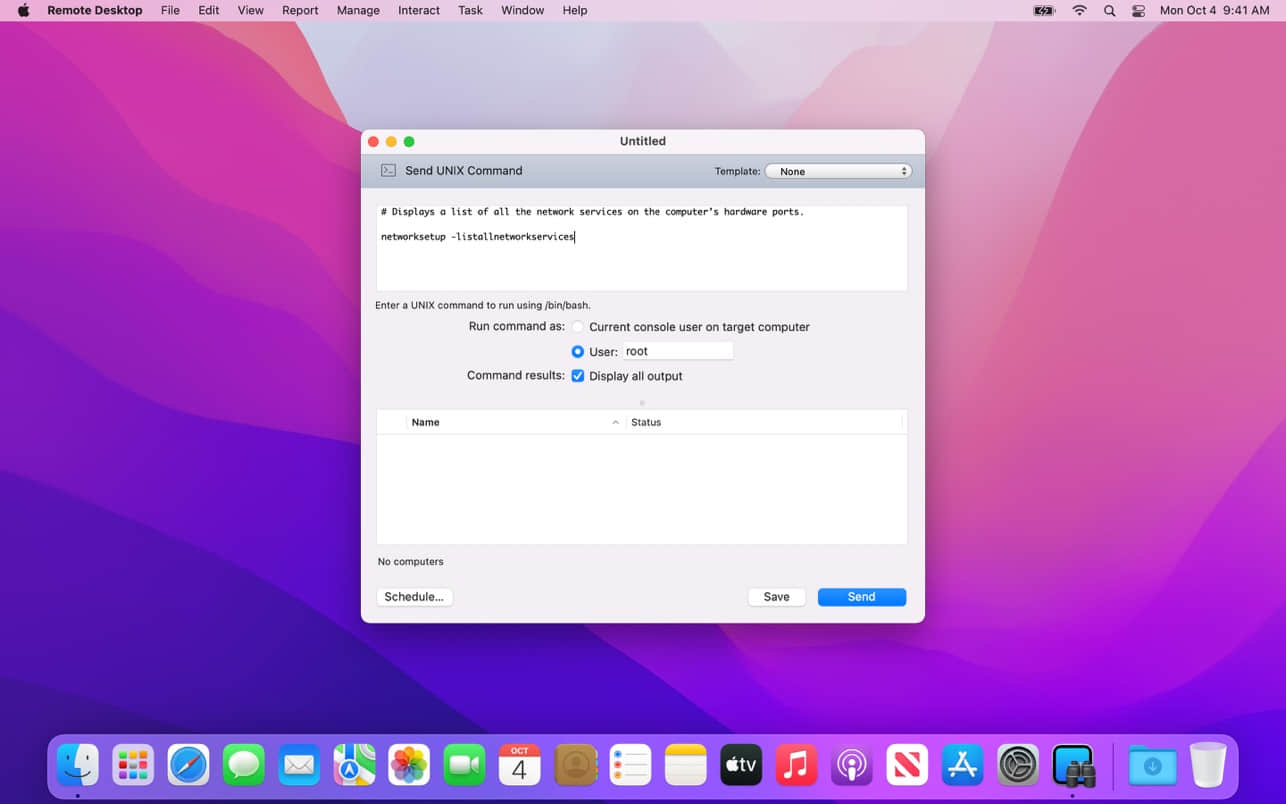 Remote Desktop File Edit View Report Manage Interact Task Window Help Mon Oct 4 9:41 AM
Untitled
Send UNIX Command Template: None
# Displays a list of all the network services on the computer's hardware ports.
networksetup -listallnetworkservices
Enter a UNIX command to run using /bin/bash.
Run command as: Current console user on target computer
User: root
Command results: Display all output
Name Status
No computers
Schedule... Save Send
OCT
4
tv